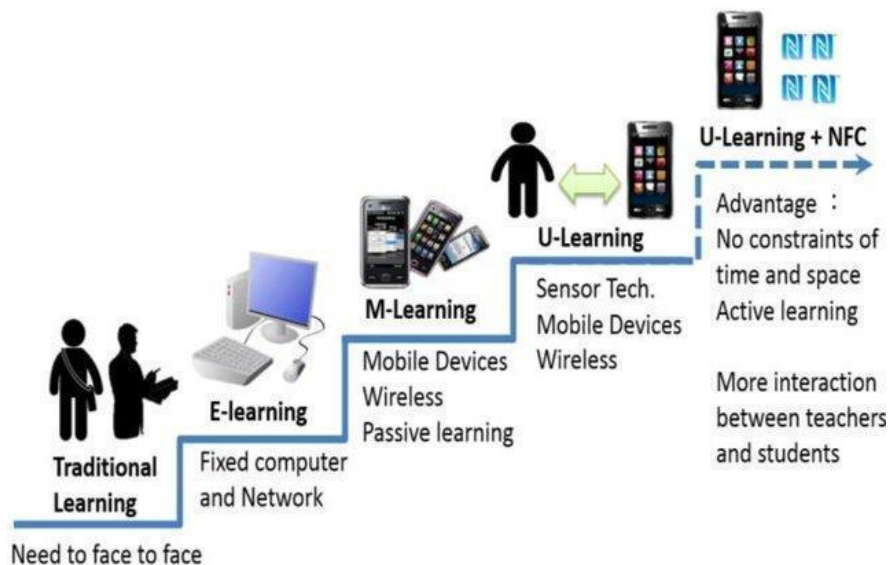 Traditional
Learning
Need to face to face
E-learning
Fixed computer
and Network
M-Learning
Mobile Devices
Wireless
Passive learning
U-Learning
Sensor Tech.
Mobile Devices
Wireless
U-Learning + NFC
Advantage：
No constraints of
time and space
Active learning
More interaction
between teachers
and students